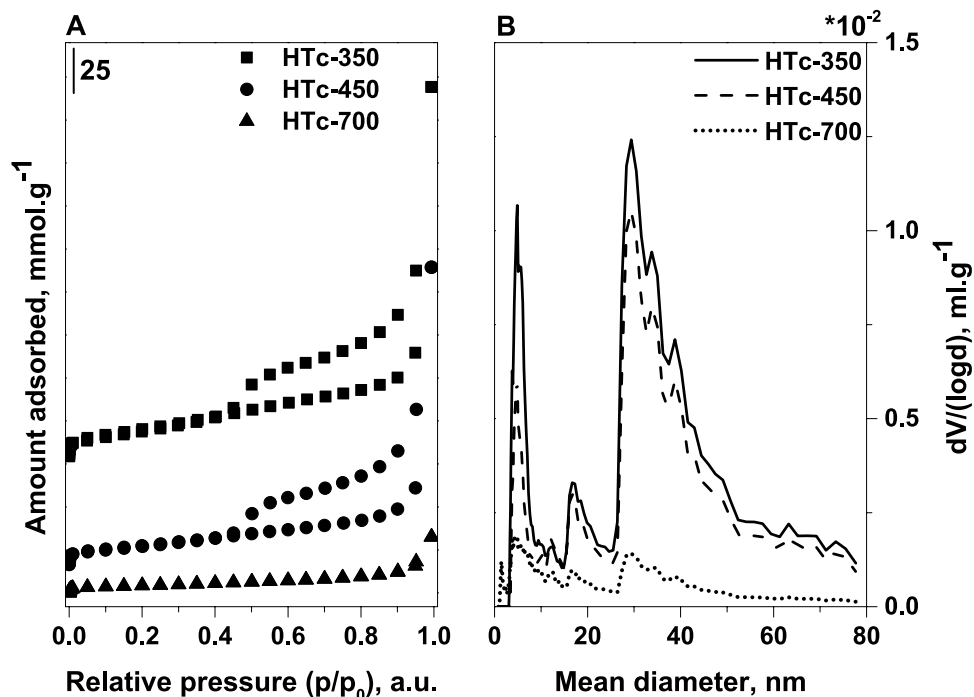 A
25
HTc-350
HTc-450
HTc-700
Amount adsorbed, mmol.g-1
0.0 0.2 0.4 0.6 0.8 1.0
Relative pressure (p/p0), a.u.
B
*10-2
HTc-350
HTc-450
HTc-700
1.5
1.0
0.5
0.0
dV/(logd), ml.g-1
0 20 40 60 80
Mean diameter, nm